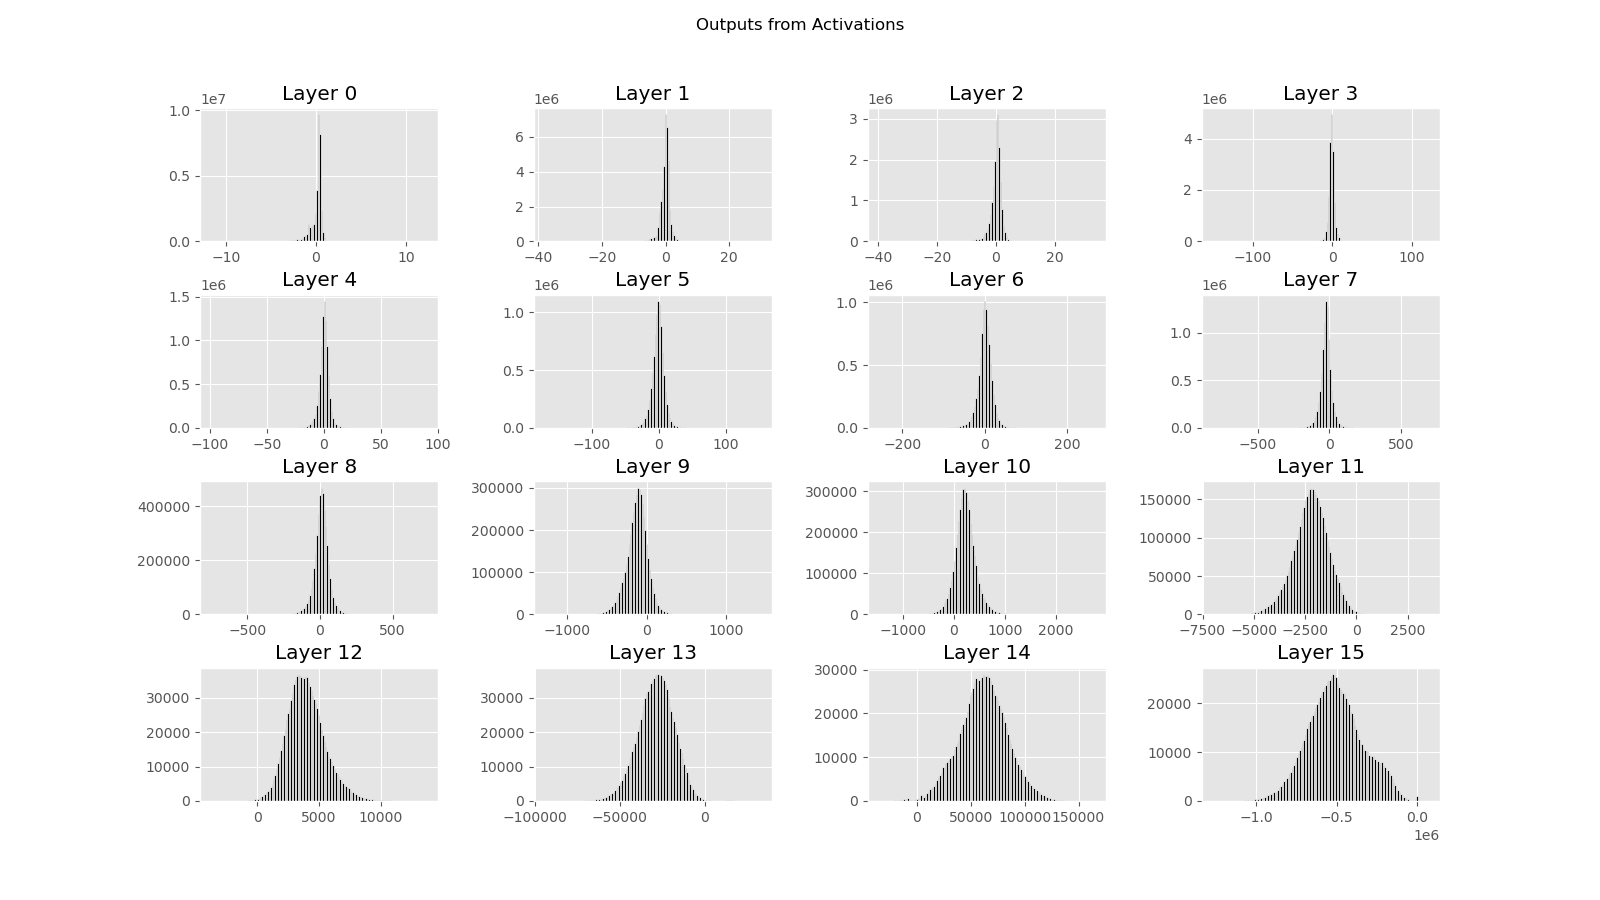 Outputs from Activations
Layer 0
Layer 1
Layer 2
Layer 3
1e7
1e6
1e6
1e6
1.0
0.5
0.0
6
4
2
0
3
2
1
0
4
2
0
−10 0 10
−40 −20 0 20
−40 −20 0 20
−100 0 100
Layer 4
Layer 5
Layer 6
Layer 7
1e6
1e6
1e6
1e6
1.5
1.0
0.5
0.0
1.0
0.5
0.0
1.0
0.5
0.0
1.0
0.5
0.0
−100 −50 0 50 100
−100 0 100
−200 0 200
−500 0 500
Layer 8
Layer 9
Layer 10
Layer 11
400000
200000
0
300000
200000
100000
0
300000
200000
100000
0
150000
100000
50000
0
−500 0 500
−1000 0 1000
−1000 0 1000 2000
−7500 −5000 −2500 0 2500
Layer 12
Layer 13
Layer 14
Layer 15
30000
20000
10000
0
30000
20000
10000
0
30000
20000
10000
0
20000
10000
0
0 5000 10000
−100000 −50000 0
0 50000 100000 150000
−1.0 −0.5 0.0
1e6